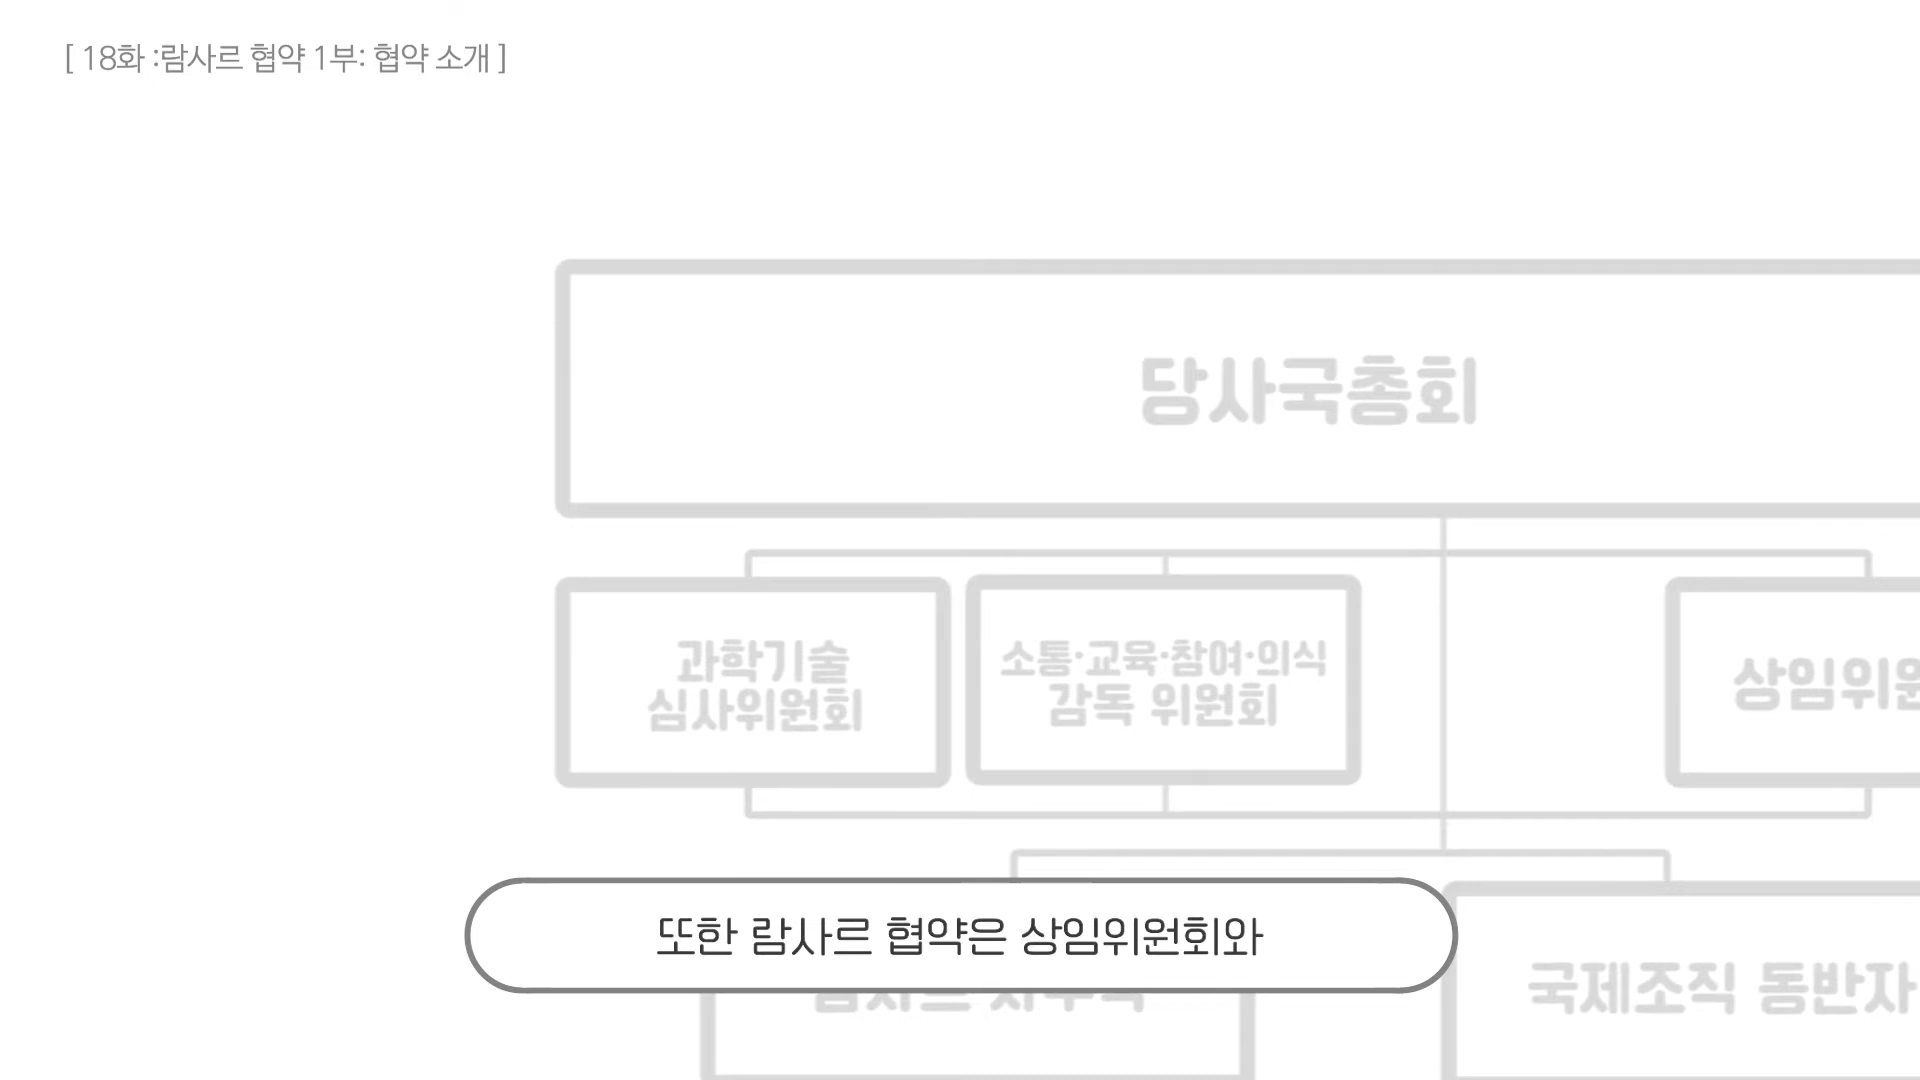 [ 18화 :람사르 협약 1부: 협약 소개 ]
당사국총회
과학기술
심사위원회
소통·교육·참여·의식
감독 위원회
상임위원
또한 람사르 협약은 상임위원회와
국제조직 동반자